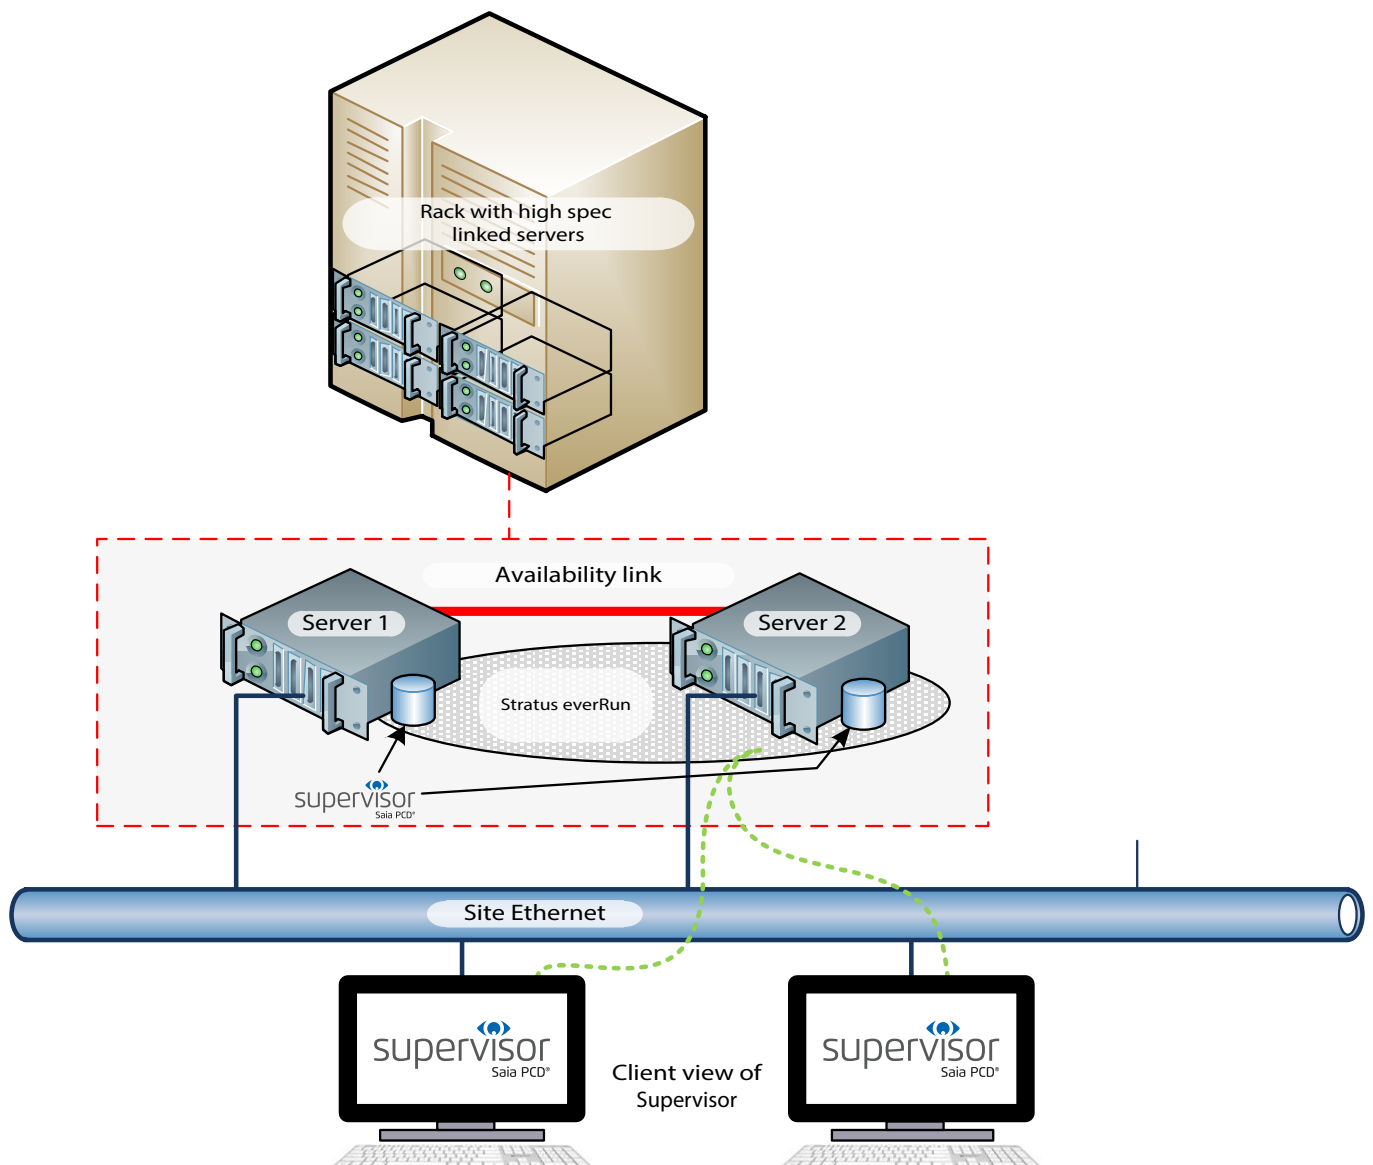 Rack with high spec
linked servers
Availability link
Server 1
Server 2
Stratus everRun
supervisor
Saia PCD®
Site Ethernet
supervisor
Saia PCD®
supervisor
Saia PCD®
Client view of
Supervisor